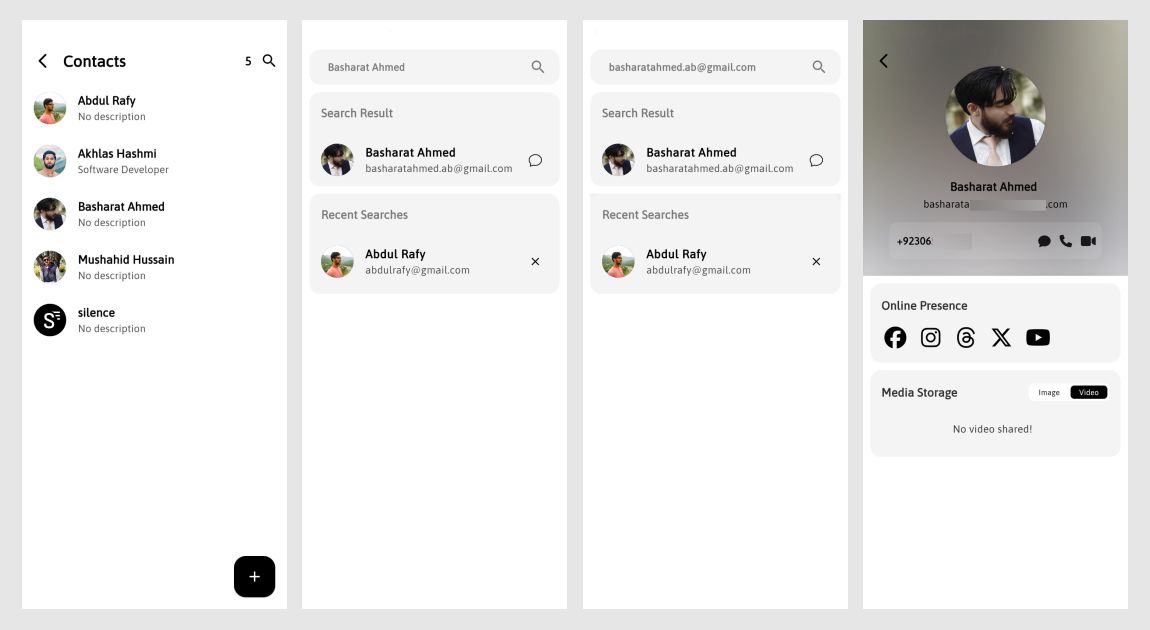 Contacts
5
Abdul Rafy
No description
Akhlas Hashmi
Software Developer
Basharat Ahmed
No description
Mushahid Hussain
No description
S
silence
No description
+
Basharat Ahmed
Search Result
Basharat Ahmed
basharatahmed.ab@gmail.com
Recent Searches
Abdul Rafy
abdulrafy@gmail.com
basharatahmed.ab@gmail.com
Search Result
Basharat Ahmed
basharatahmed.ab@gmail.com
Recent Searches
Abdul Rafy
abdulrafy@gmail.com
Basharat Ahmed
basharata .com
+92306
Online Presence
Media Storage
Image Video
No video shared!